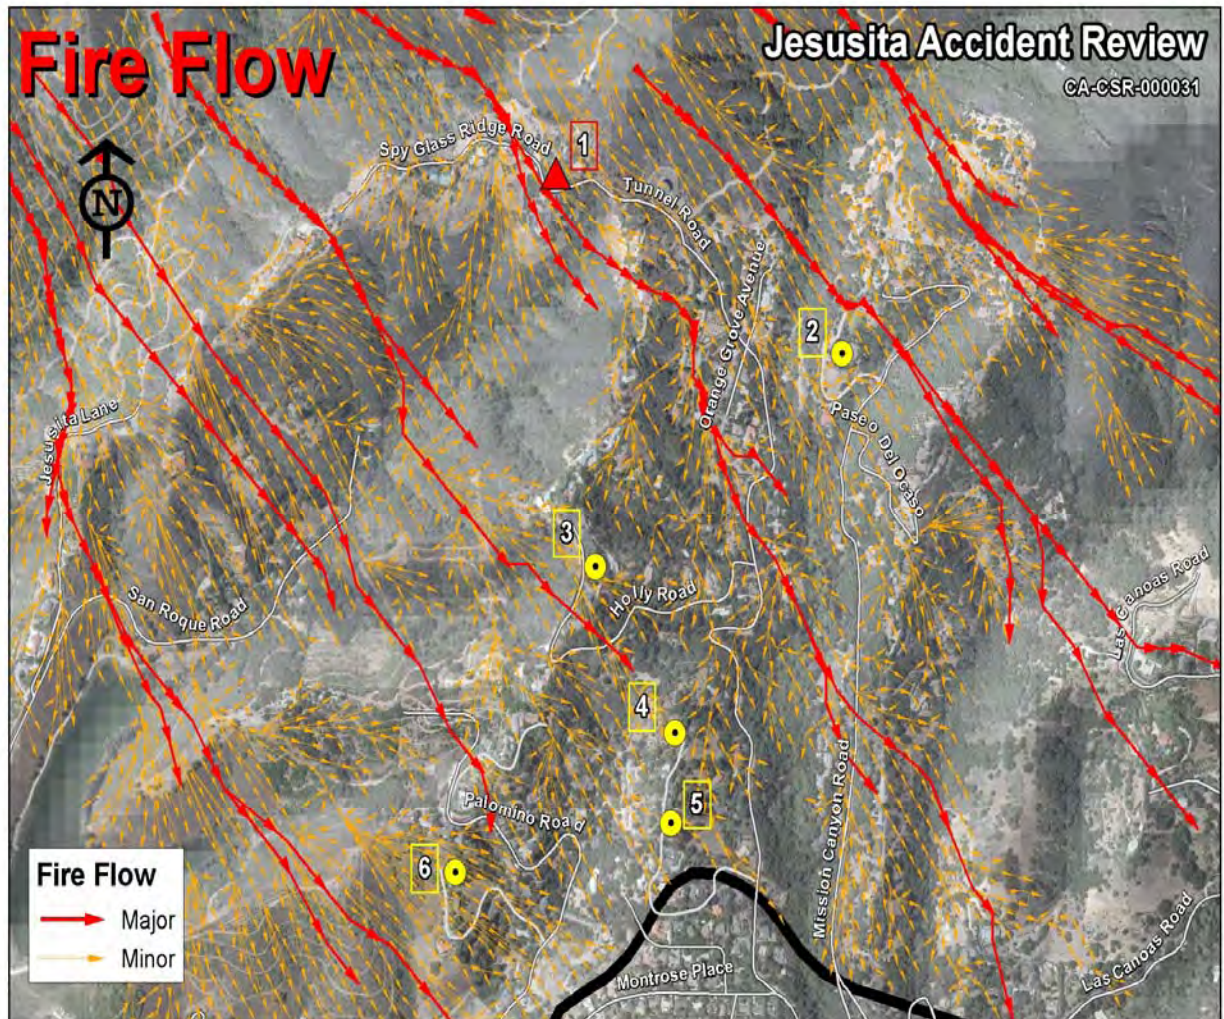 Fire Flow
Jesusita Accident Review
CA-CSR-000031
N
Spy Glass Ridge Road
1
Tunnel Road
Orange Grove Avenue
2
Paseo Del Ocaso
Jesusita Lane
3
Holly Road
San Roque Road
Las Canoas Road
4
5
Palomino Road
6
Mission Canyon Road
Montrose Place
Las Canoas Road
Fire Flow
Major
Minor